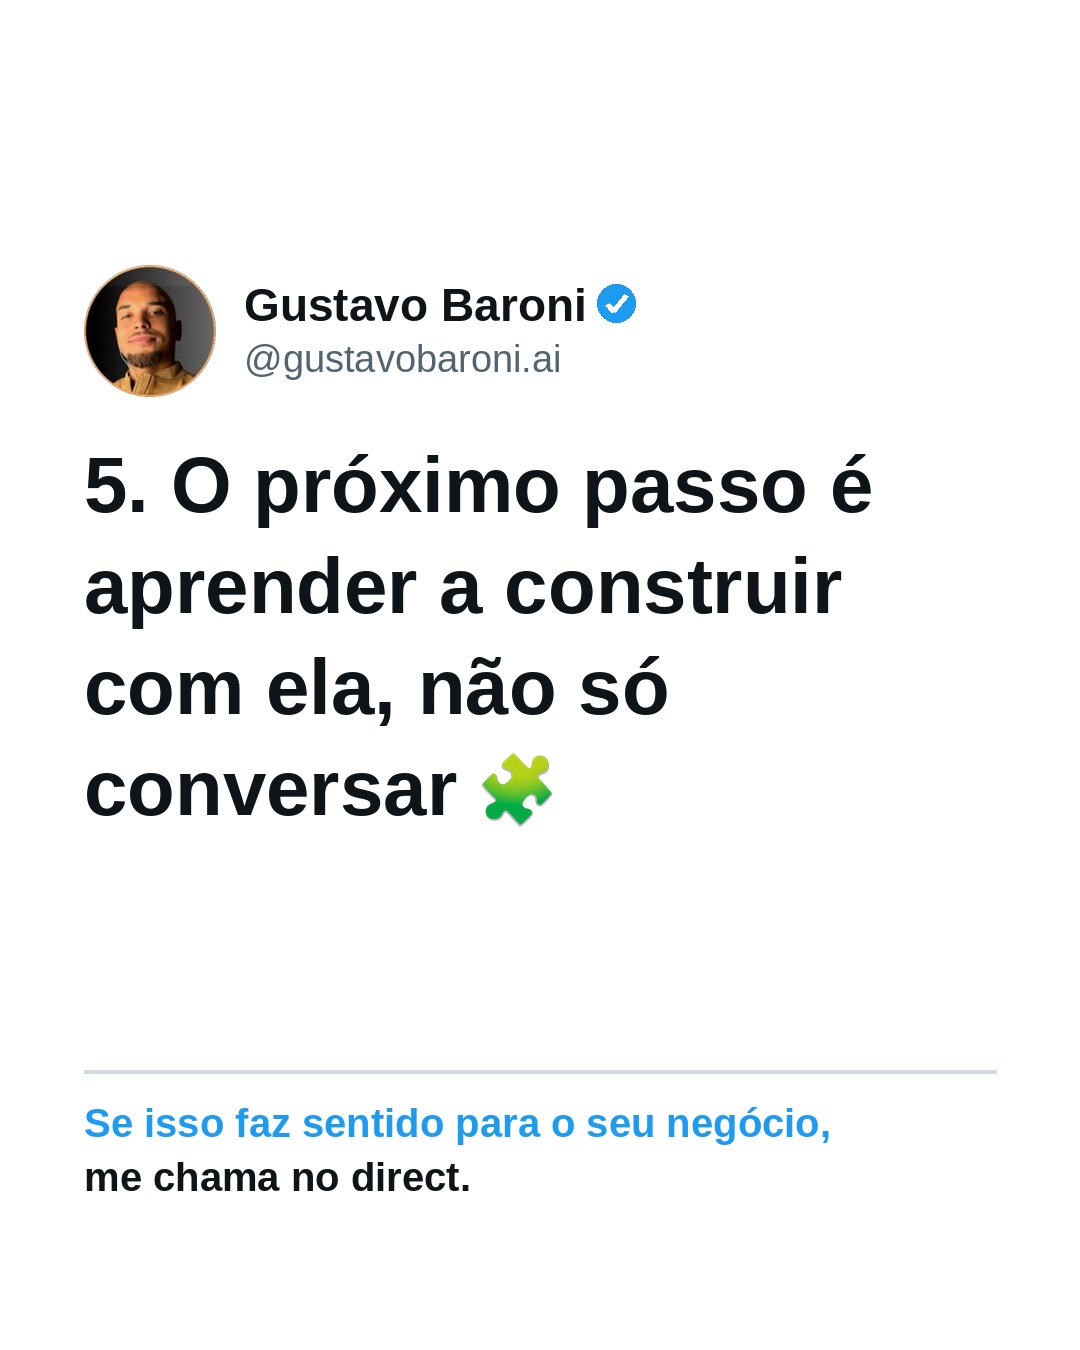 Gustavo Baroni
@gustavobaroni.ai
5. O próximo passo é
aprender a construir
com ela, não só
conversar 🧩
Se isso faz sentido para o seu negócio,
me chama no direct.